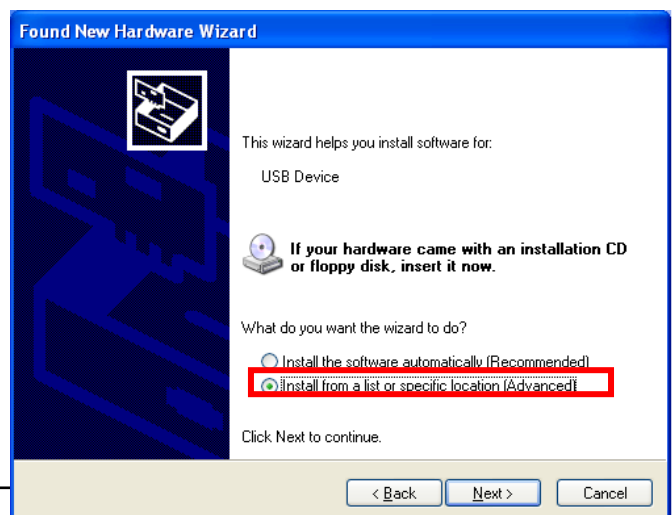 Found New Hardware Wizard
This wizard helps you install software for:
USB Device
If your hardware came with an installation CD
or floppy disk, insert it now.
What do you want the wizard to do?
Install the software automatically (Recommended)
Install from a list or specific location (Advanced)
Click Next to continue.
< Back Next > Cancel